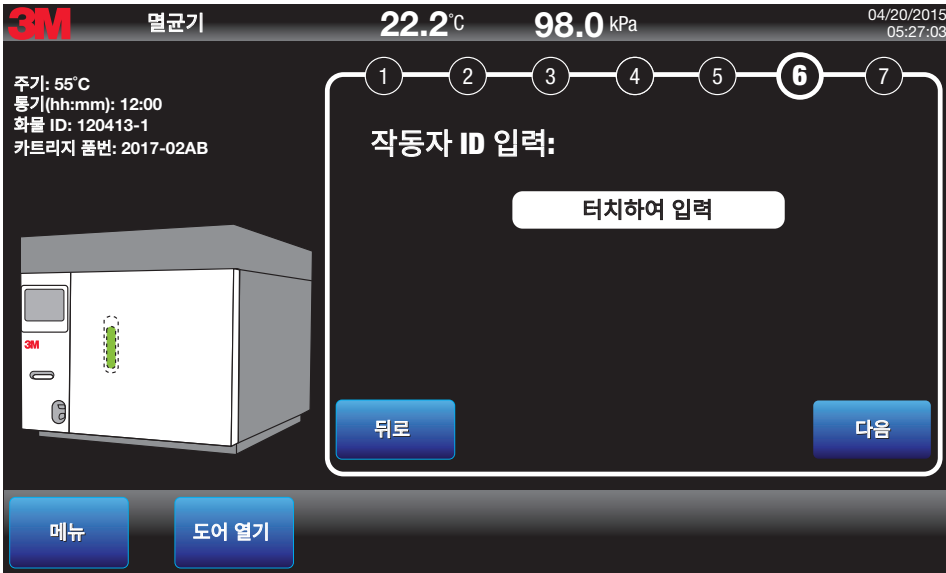 3M 멸균기 22.2°C 98.0 kPa 04/20/2015
05:27:03
주기: 55°C
통기(hh:mm): 12:00
화물 ID: 120413-1
카트리지 품번: 2017-02AB
1 2 3 4 5 6 7
작동자 ID 입력:
터치하여 입력
3M
뒤로 다음
메뉴 도어 열기